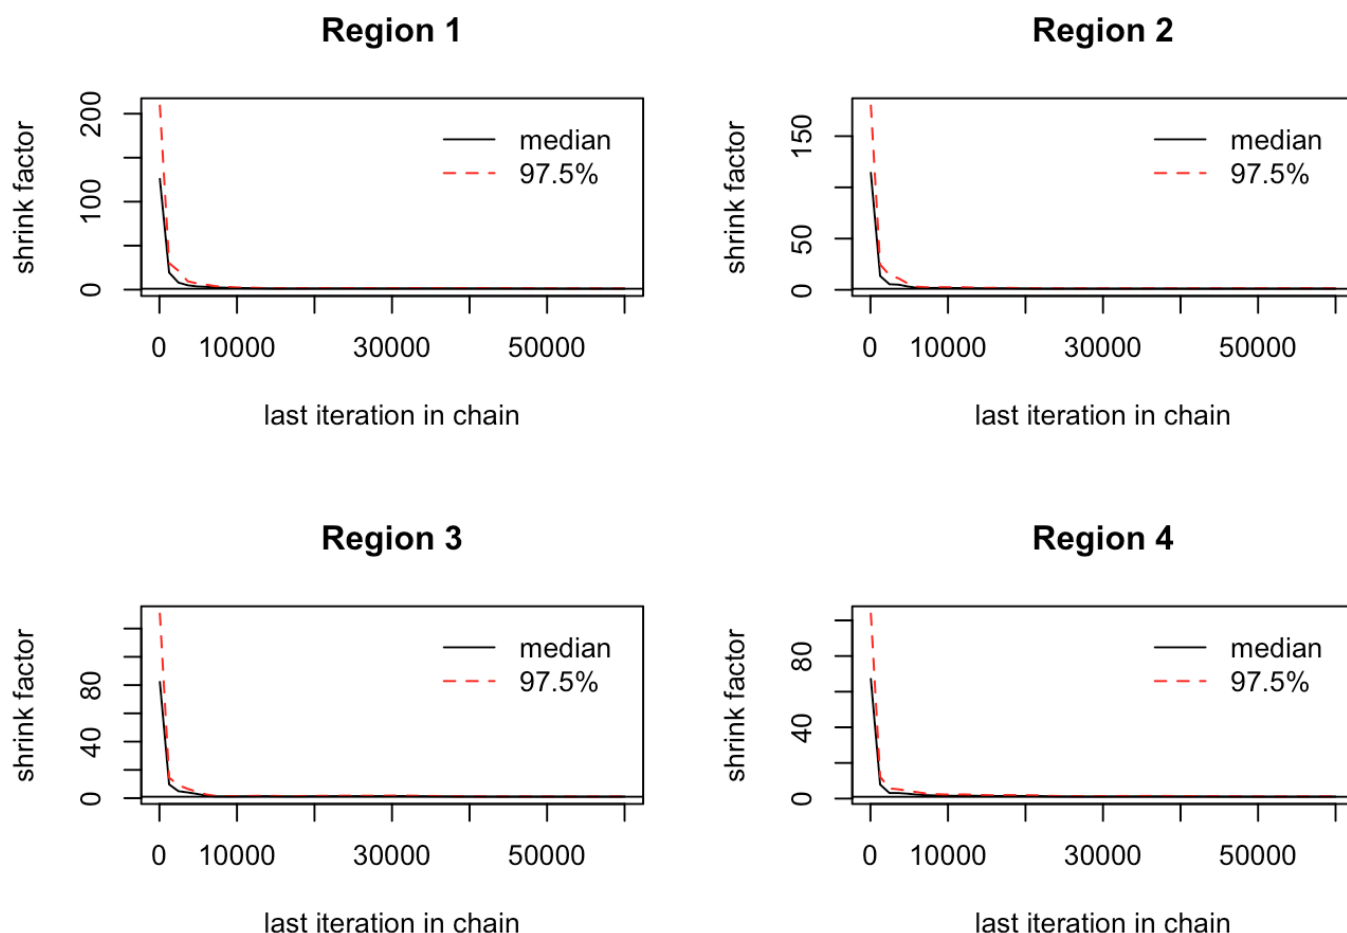 Region 1
shrink factor
0 100 200
median
97.5%
0 10000 30000 50000
last iteration in chain
Region 2
shrink factor
0 50 150
median
97.5%
0 10000 30000 50000
last iteration in chain
Region 3
shrink factor
0 40 80
median
97.5%
0 10000 30000 50000
last iteration in chain
Region 4
shrink factor
0 40 80
median
97.5%
0 10000 30000 50000
last iteration in chain